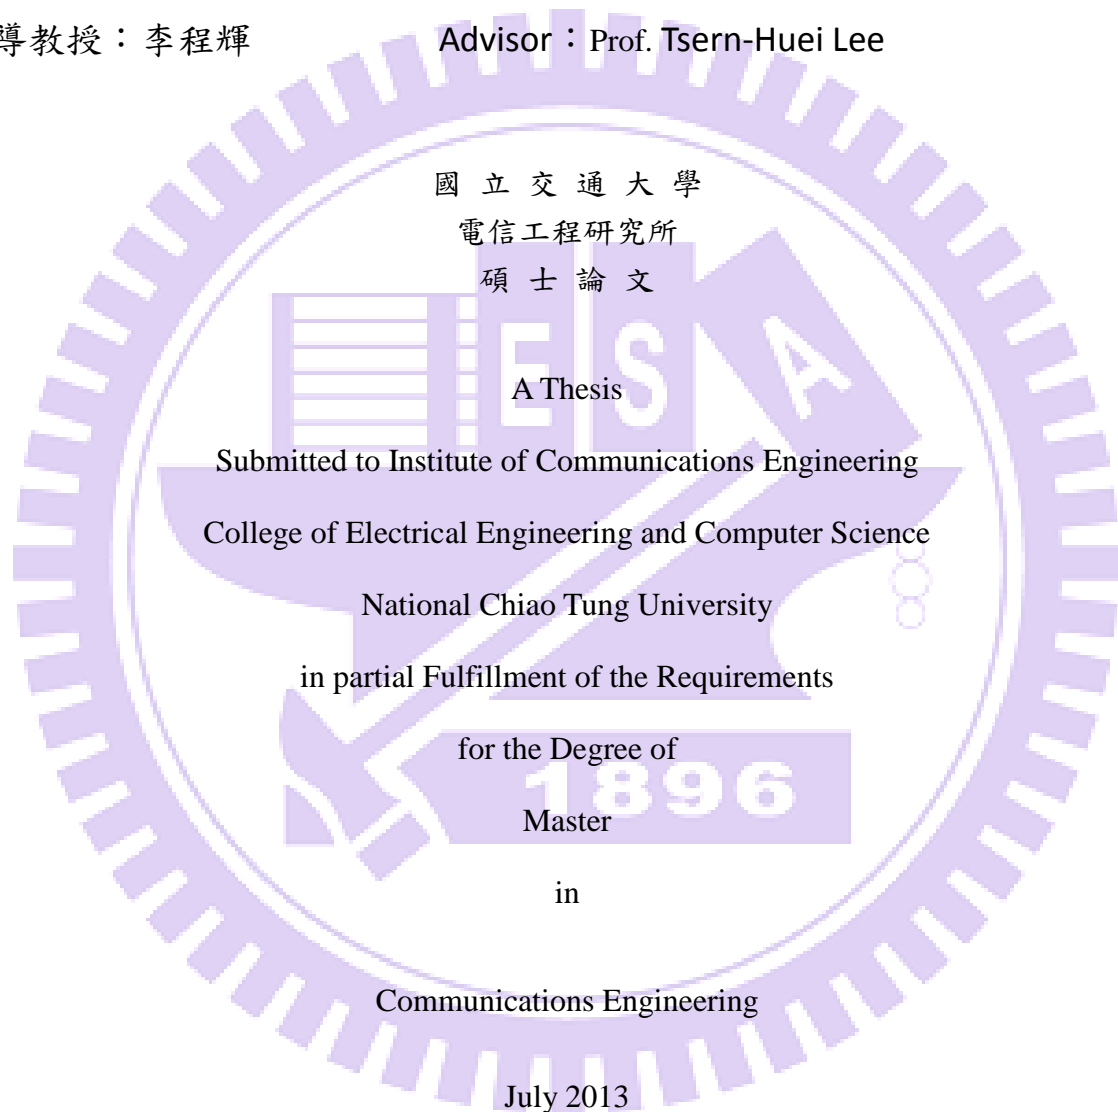 導教授：李程輝 Advisor：Prof. Tsern-Huei Lee
國 立 交 通 大 學
電信工程研究所
碩 士 論 文
E S A
A Thesis
Submitted to Institute of Communications Engineering
College of Electrical Engineering and Computer Science
National Chiao Tung University
in partial Fulfillment of the Requirements
for the Degree of
1896
Master
in
Communications Engineering
July 2013